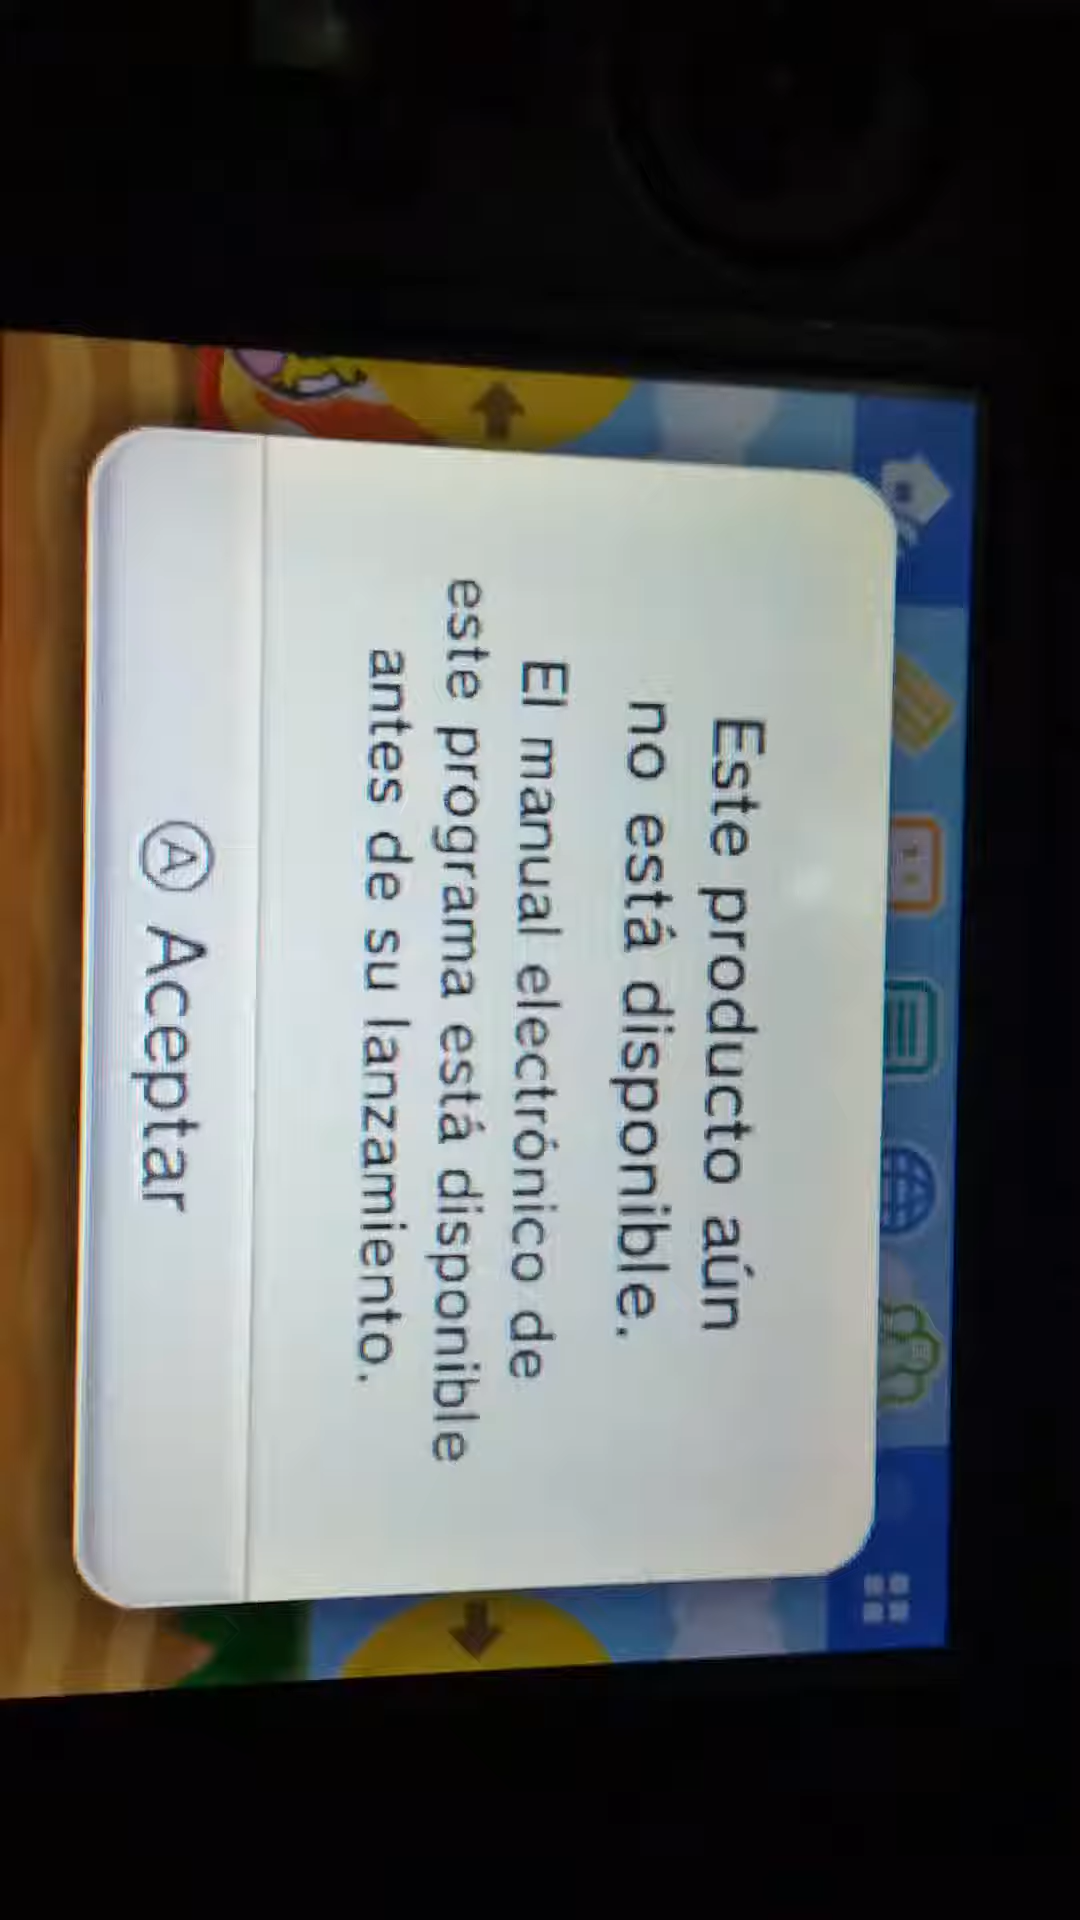 Este producto aún
no está disponible.
El manual electrónico de
este programa está disponible
antes de su lanzamiento.
Ⓐ Aceptar